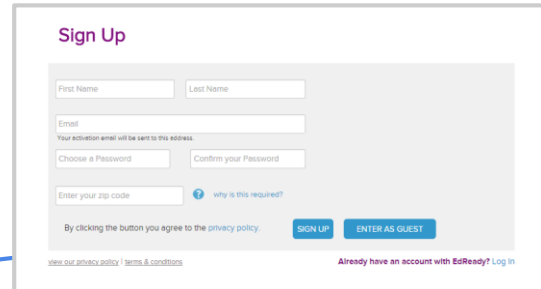 Sign Up
First Name Last Name
Email
Your activation email will be sent to this address.
Choose a Password Confirm your Password
Enter your zip code ? why is this required?
By clicking the button you agree to the privacy policy. SIGN UP ENTER AS GUEST
view our privacy policy | terms & conditions Already have an account with EdReady? Log In